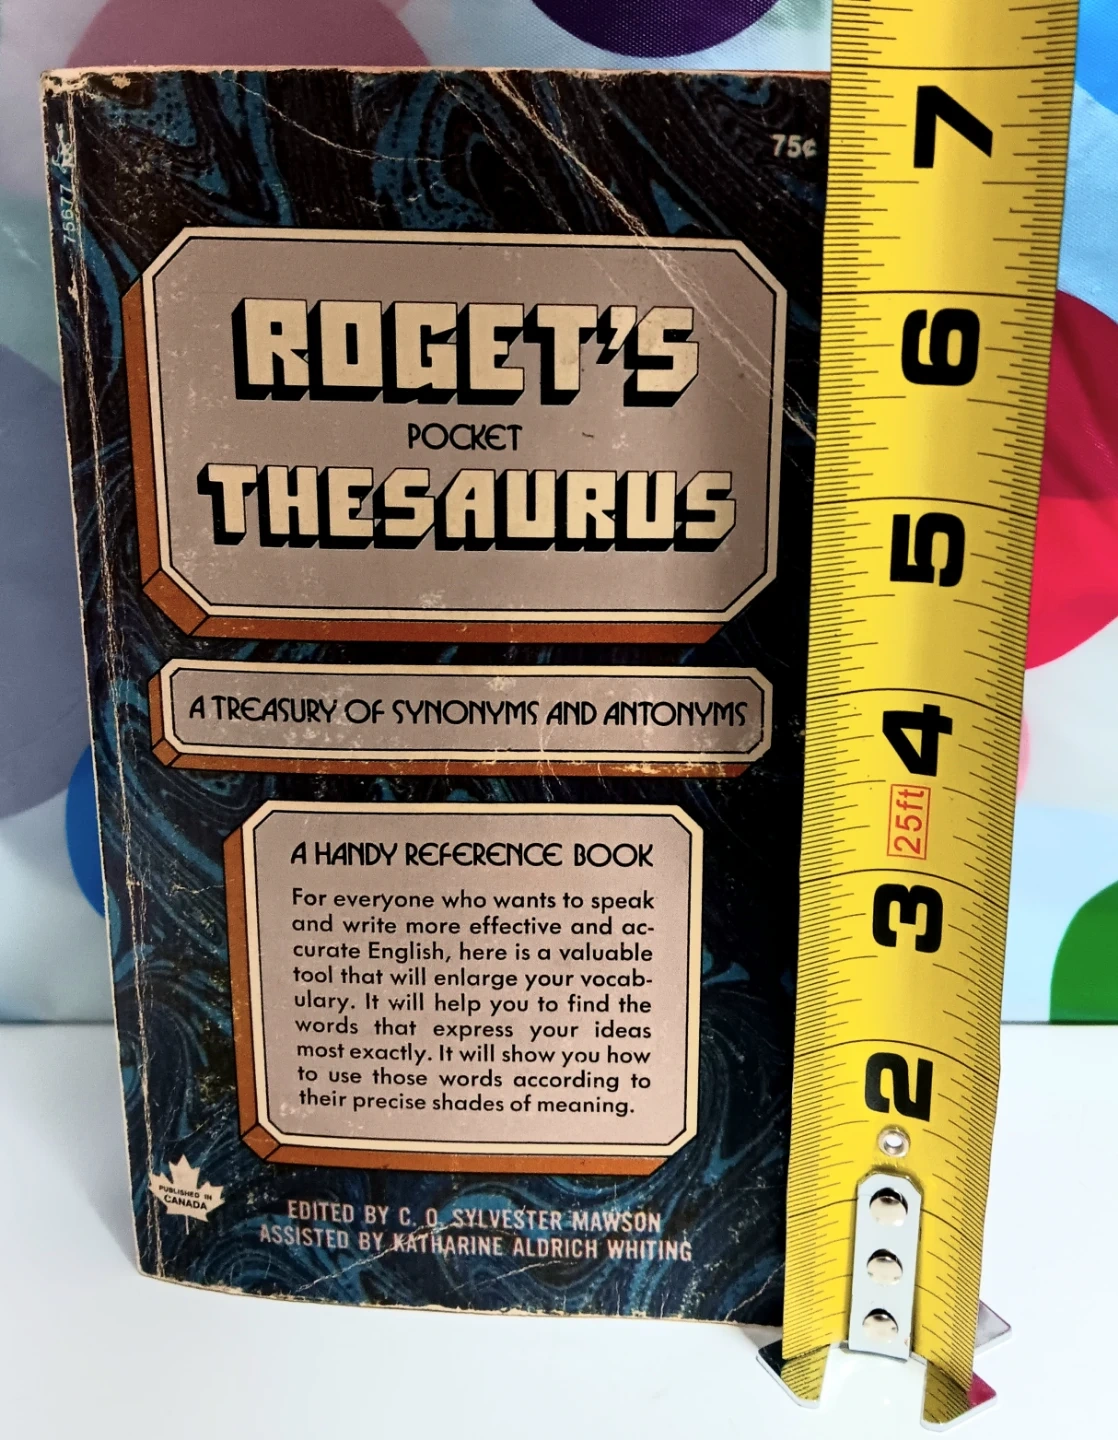 75¢
75677
ROGET'S
POCKET
THESAURUS
A TREASURY OF SYNONYMS AND ANTONYMS
A HANDY REFERENCE BOOK
For everyone who wants to speak
and write more effective and ac-
curate English, here is a valuable
tool that will enlarge your vocab-
ulary. It will help you to find the
words that express your ideas
most exactly. It will show you how
to use those words according to
their precise shades of meaning.
PUBLISHED IN
CANADA
EDITED BY C. O. SYLVESTER MAWSON
ASSISTED BY KATHARINE ALDRICH WHITING
7
6
5
4
25ft
3
2